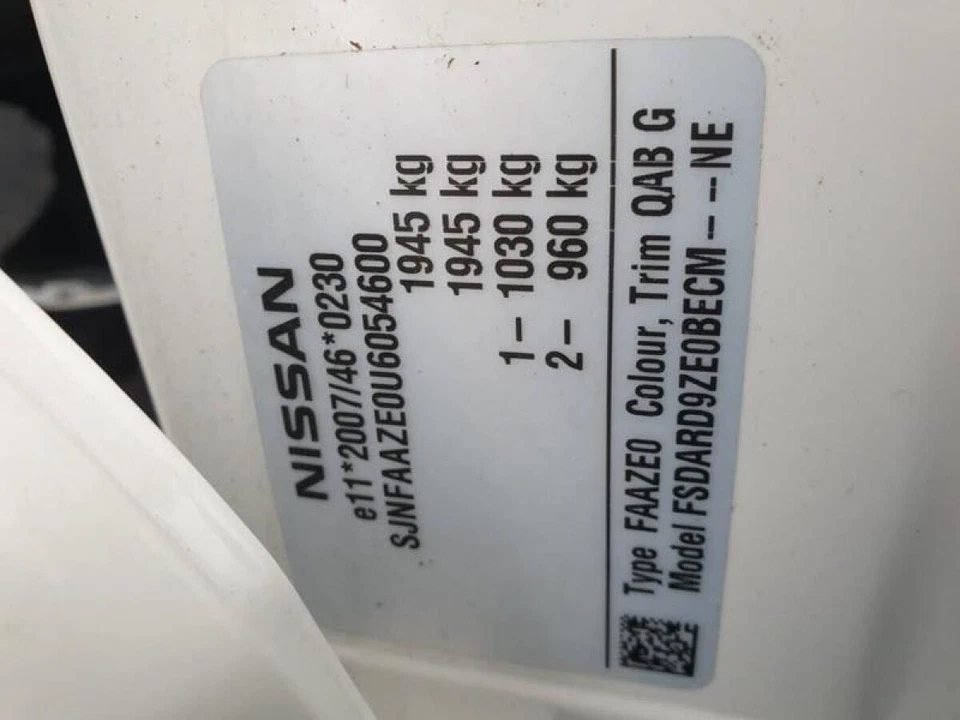 NISSAN
e11*2007/46*0230
SJNFAAZE0U6054600
1945 kg
1945 kg
1– 1030 kg
2– 960 kg
Type FAAZE0 Colour, Trim QAB G
Model FSDARD9ZE0BECM----NE